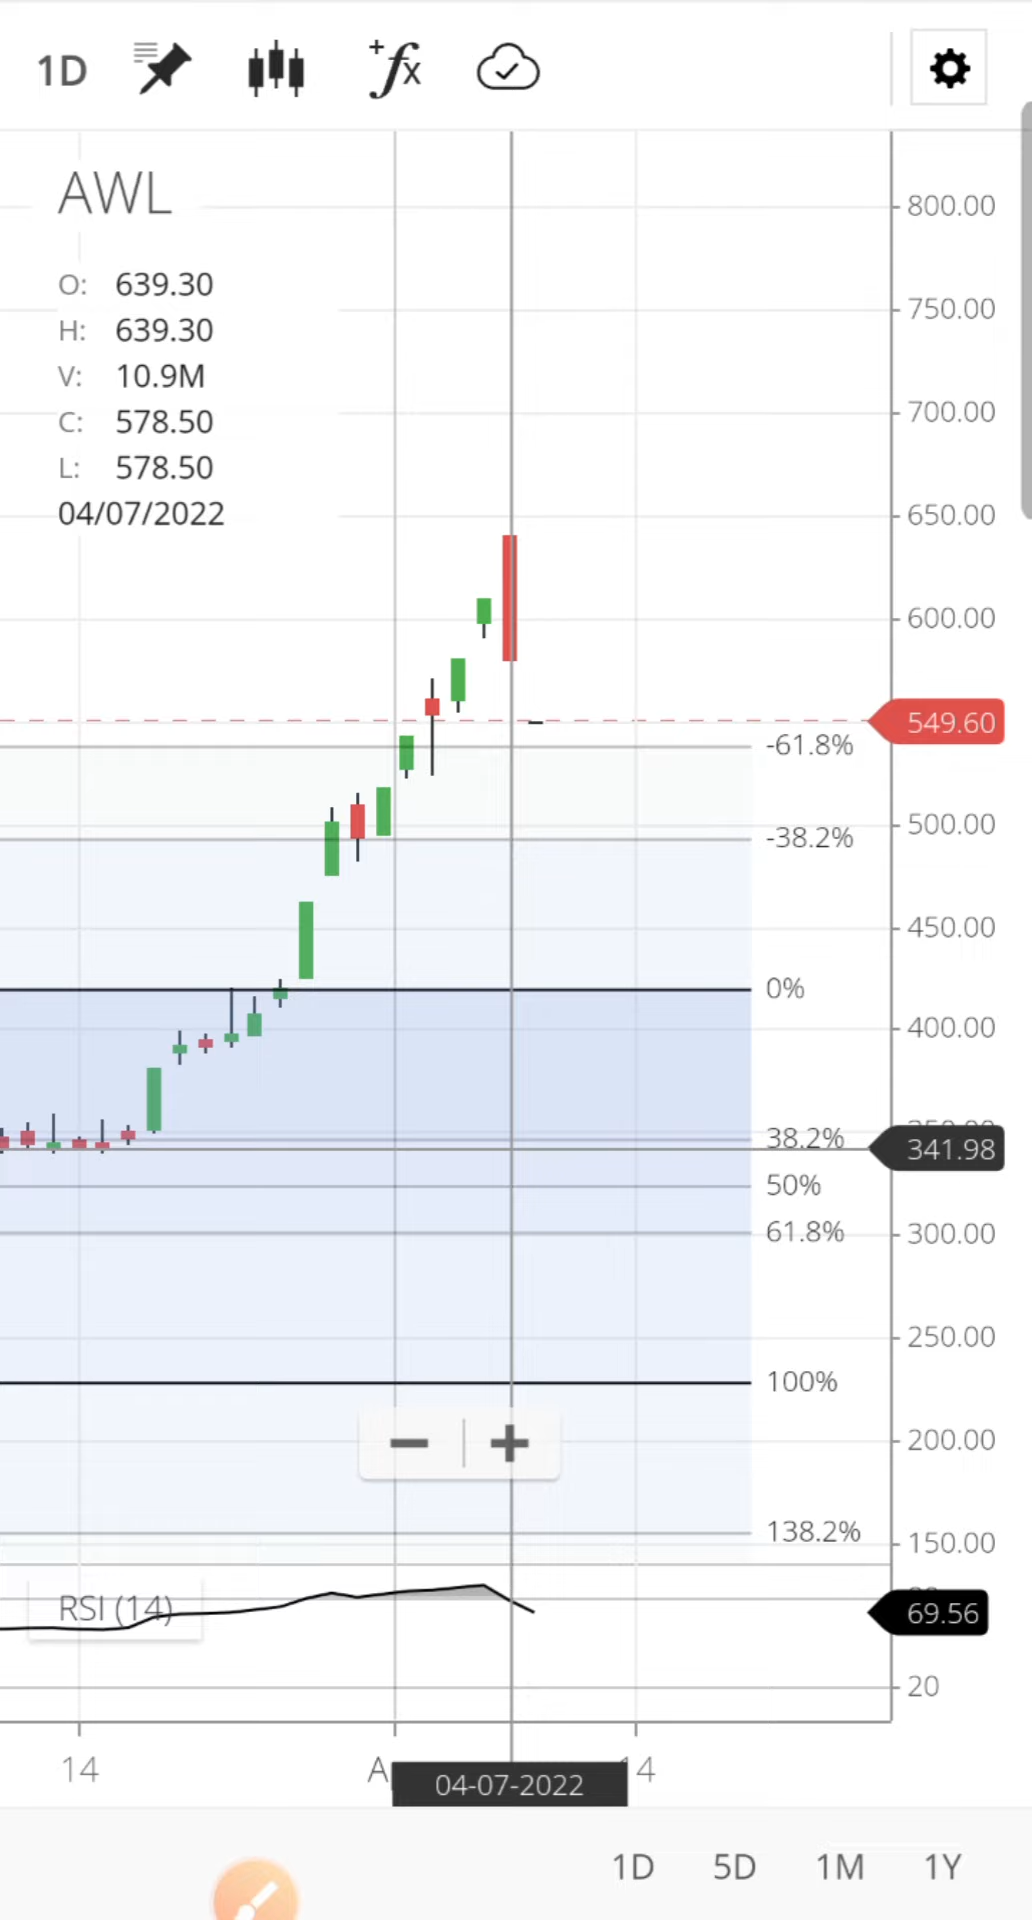 1D
+fx
AWL
O: 639.30
H: 639.30
V: 10.9M
C: 578.50
L: 578.50
04/07/2022
800.00
750.00
700.00
650.00
600.00
549.60
-61.8%
-38.2%
500.00
450.00
0%
400.00
38.2%
341.98
50%
61.8%
300.00
250.00
100%
200.00
138.2%
150.00
RSI (14)
69.56
20
14
A
04-07-2022
14
1D 5D 1M 1Y